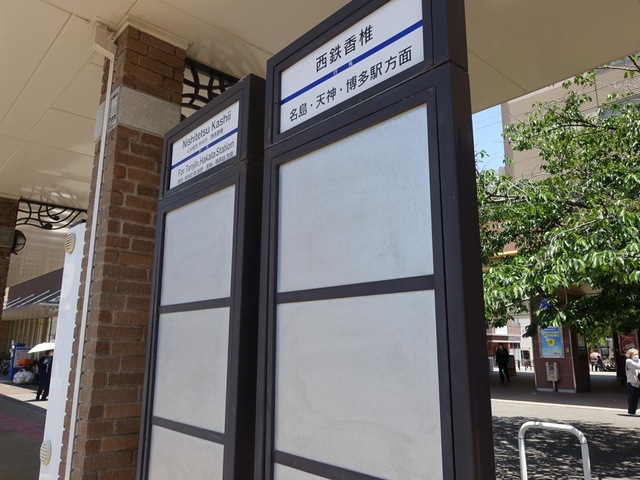 西鉄香椎
名島・天神・博多駅方面
Nishitetsu Kashii
For Tenjin, Hakata Station